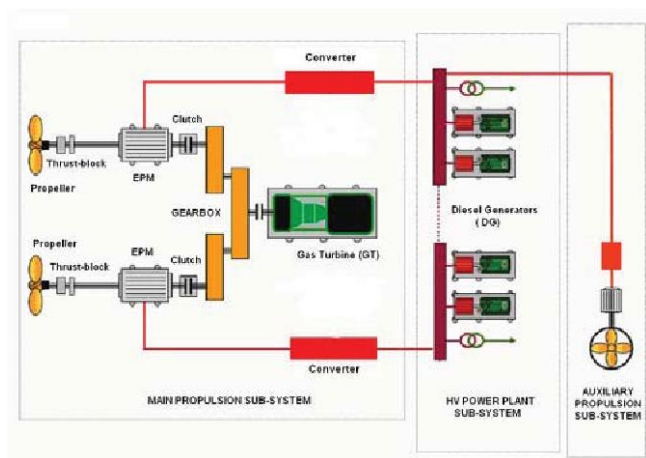 Converter
Clutch
Thrust-block
EPM
Propeller
GEARBOX
Gas Turbine (GT)
Propeller
EPM
Thrust-block
Clutch
Converter
MAIN PROPULSION SUB-SYSTEM
Diesel Generators
( DG)
HV POWER PLANT
SUB-SYSTEM
AUXILIARY
PROPULSION
SUB-SYSTEM